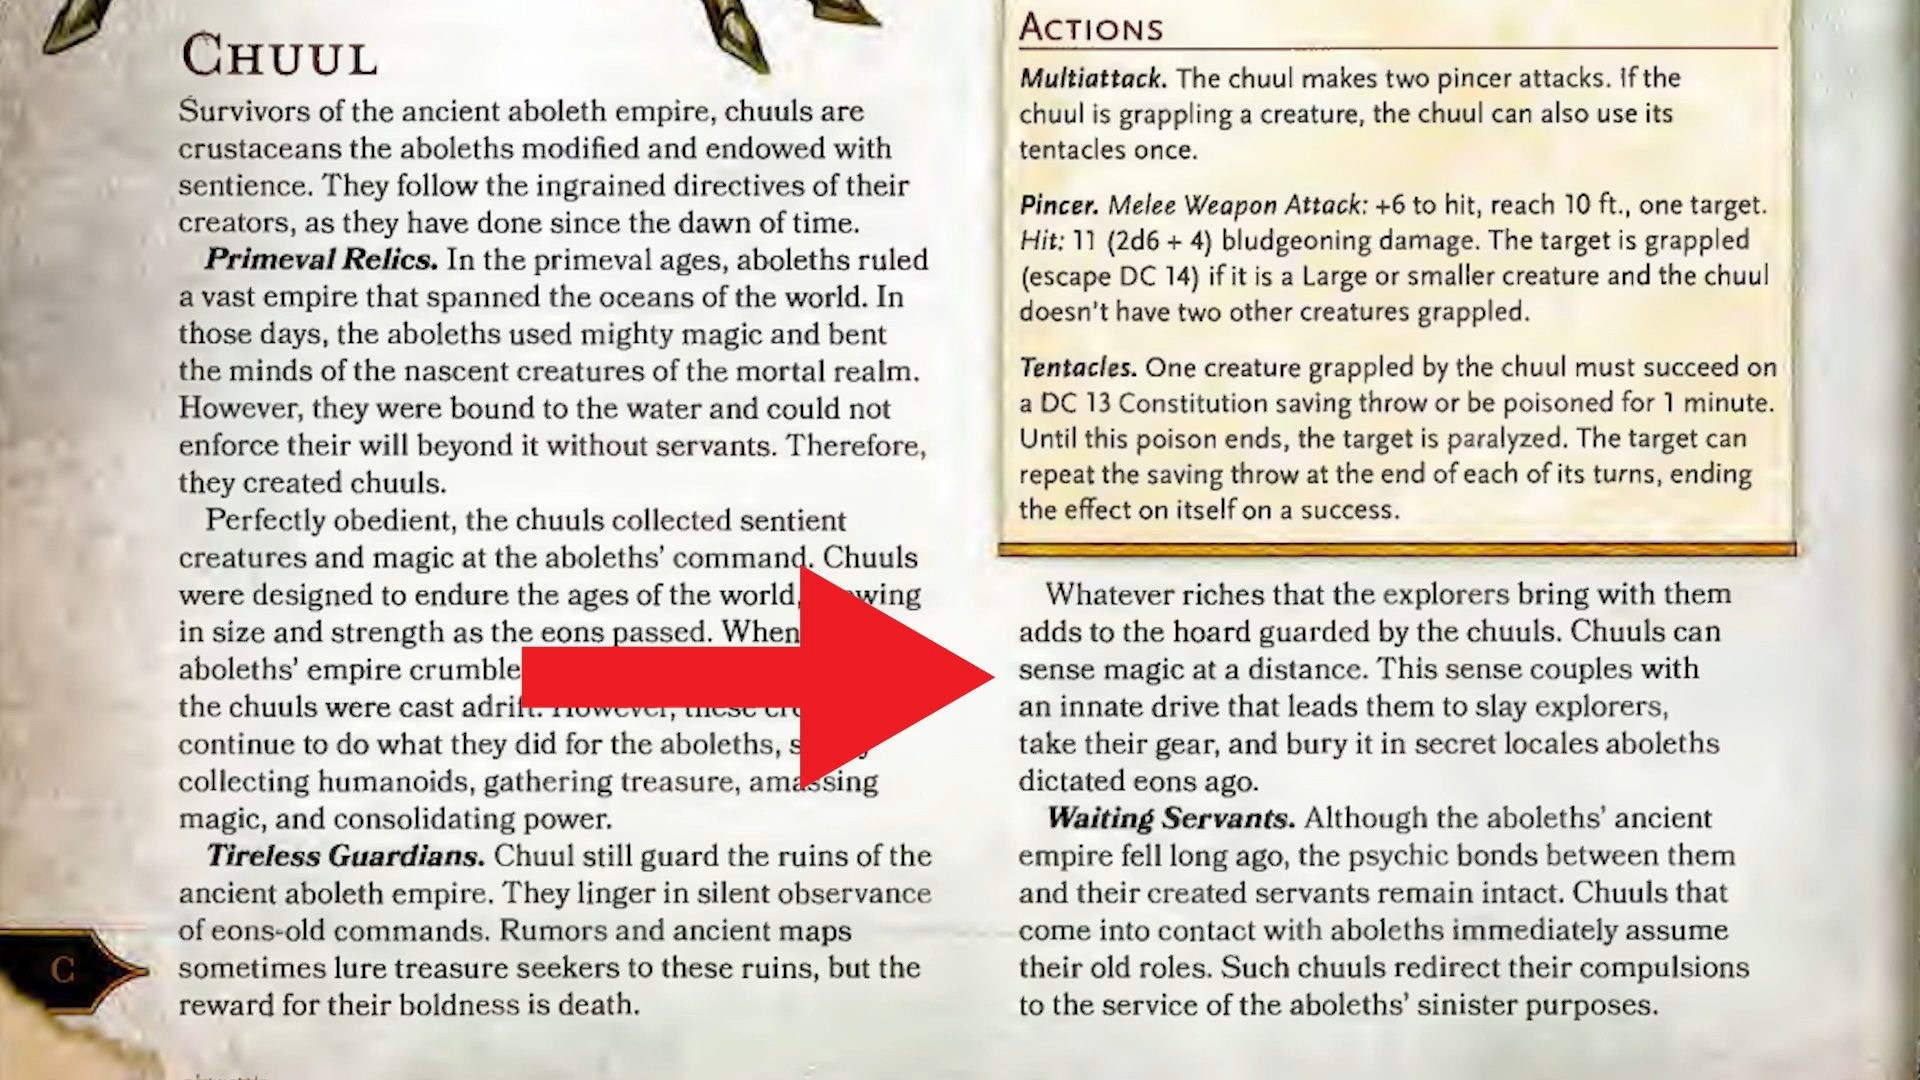 CHUUL
Survivors of the ancient aboleth empire, chuuls are
crustaceans the aboleths modified and endowed with
sentience. They follow the ingrained directives of their
creators, as they have done since the dawn of time.
Primeval Relics. In the primeval ages, aboleths ruled
a vast empire that spanned the oceans of the world. In
those days, the aboleths used mighty magic and bent
the minds of the nascent creatures of the mortal realm.
However, they were bound to the water and could not
enforce their will beyond it without servants. Therefore,
they created chuuls.
Perfectly obedient, the chuuls collected sentient
creatures and magic at the aboleths' command. Chuuls
were designed to endure the ages of the world,
in size and strength as the eons passed. When
aboleths' empire
the chuuls were cast adrift. However, these
continue to do what they did for the aboleths,
collecting humanoids, gathering treasure, amassing
magic, and consolidating power.
Tireless Guardians. Chuul still guard the ruins of the
ancient aboleth empire. They linger in silent observance
of eons-old commands. Rumors and ancient maps
sometimes lure treasure seekers to these ruins, but the
reward for their boldness is death.
C
ACTIONS
Multiattack. The chuul makes two pincer attacks. If the
chuul is grappling a creature, the chuul can also use its
tentacles once.
Pincer. Melee Weapon Attack: +6 to hit, reach 10 ft., one target.
Hit: 11 (2d6 + 4) bludgeoning damage. The target is grappled
(escape DC 14) if it is a Large or smaller creature and the chuul
doesn't have two other creatures grappled.
Tentacles. One creature grappled by the chuul must succeed on
a DC 13 Constitution saving throw or be poisoned for 1 minute.
Until this poison ends, the target is paralyzed. The target can
repeat the saving throw at the end of each of its turns, ending
the effect on itself on a success.
Whatever riches that the explorers bring with them
adds to the hoard guarded by the chuuls. Chuuls can
sense magic at a distance. This sense couples with
an innate drive that leads them to slay explorers,
take their gear, and bury it in secret locales aboleths
dictated eons ago.
Waiting Servants. Although the aboleths' ancient
empire fell long ago, the psychic bonds between them
and their created servants remain intact. Chuuls that
come into contact with aboleths immediately assume
their old roles. Such chuuls redirect their compulsions
to the service of the aboleths' sinister purposes.